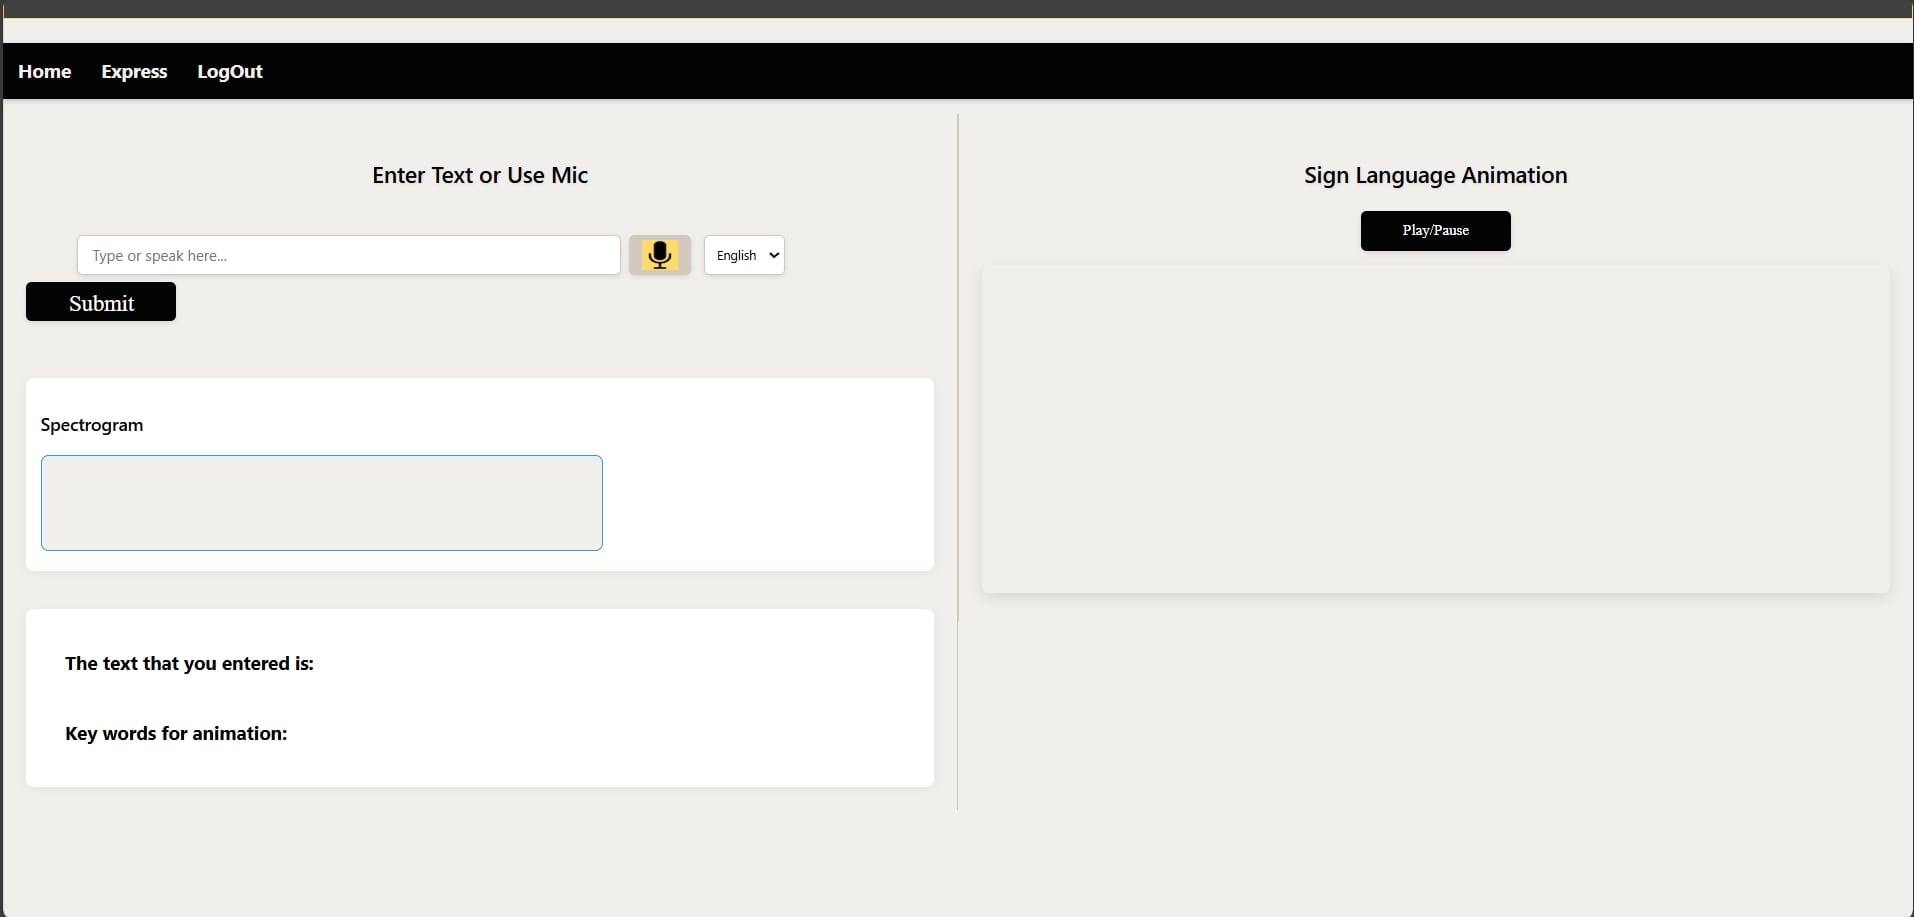 Home Express LogOut
Enter Text or Use Mic
Type or speak here...
English
Submit
Spectrogram
The text that you entered is:
Key words for animation:
Sign Language Animation
Play/Pause